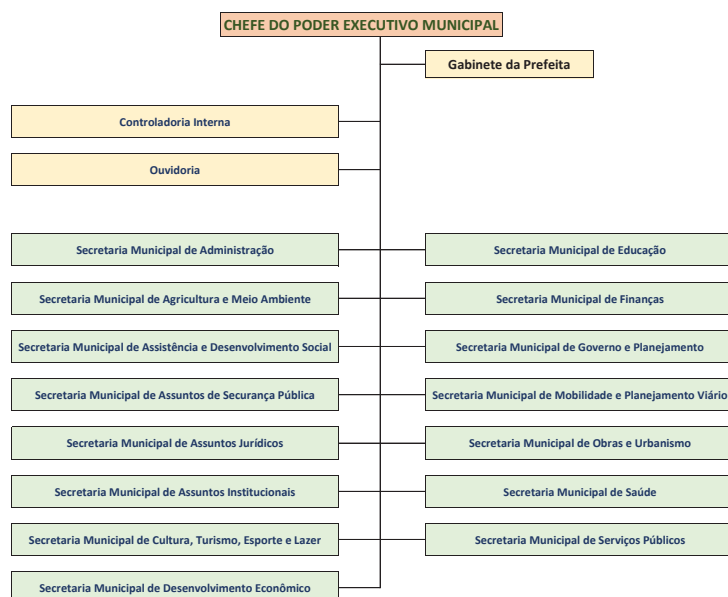 CHEFE DO PODER EXECUTIVO MUNICIPAL
Gabinete da Prefeita
Controladoria Interna
Ouvidoria
Secretaria Municipal de Administração
Secretaria Municipal de Educação
Secretaria Municipal de Agricultura e Meio Ambiente
Secretaria Municipal de Finanças
Secretaria Municipal de Assistência e Desenvolvimento Social
Secretaria Municipal de Governo e Planejamento
Secretaria Municipal de Assuntos de Segurança Pública
Secretaria Municipal de Mobilidade e Planejamento Viário
Secretaria Municipal de Assuntos Jurídicos
Secretaria Municipal de Obras e Urbanismo
Secretaria Municipal de Assuntos Institucionais
Secretaria Municipal de Saúde
Secretaria Municipal de Cultura, Turismo, Esporte e Lazer
Secretaria Municipal de Serviços Públicos
Secretaria Municipal de Desenvolvimento Econômico